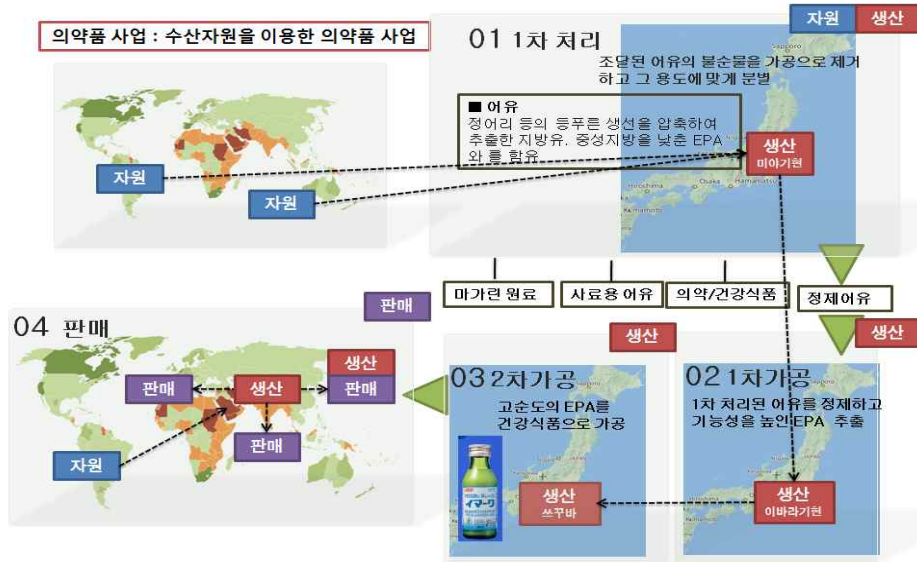 의약품 사업 : 수산자원을 이용한 의약품 사업
자원
생산
01 1차 처리
조달된 어유의 불순물을 가공으로 제거
하고 그 용도에 맞게 분별
■ 어유
정어리 등의 등푸른 생선을 압축하여
추출한 지방유. 중성지방을 낮춘 EPA
와 를 함유
Sapporo
생산
미야기현
Hiroshima
Osaka
Hamamatsu
Kumamoto
자원
자원
마가린 원료
사료용 어유
의약/건강식품
정제어유
판매
생산
생산
04 판매
생산
판매
생산
판매
판매
자원
03 2차가공
고순도의 EPA를
건강식품으로 가공
イマーク
생산
쓰꾸바
02 1차가공
1차 처리된 어유를 정제하고
기능성을 높인 EPA 추출
생산
이바라기현